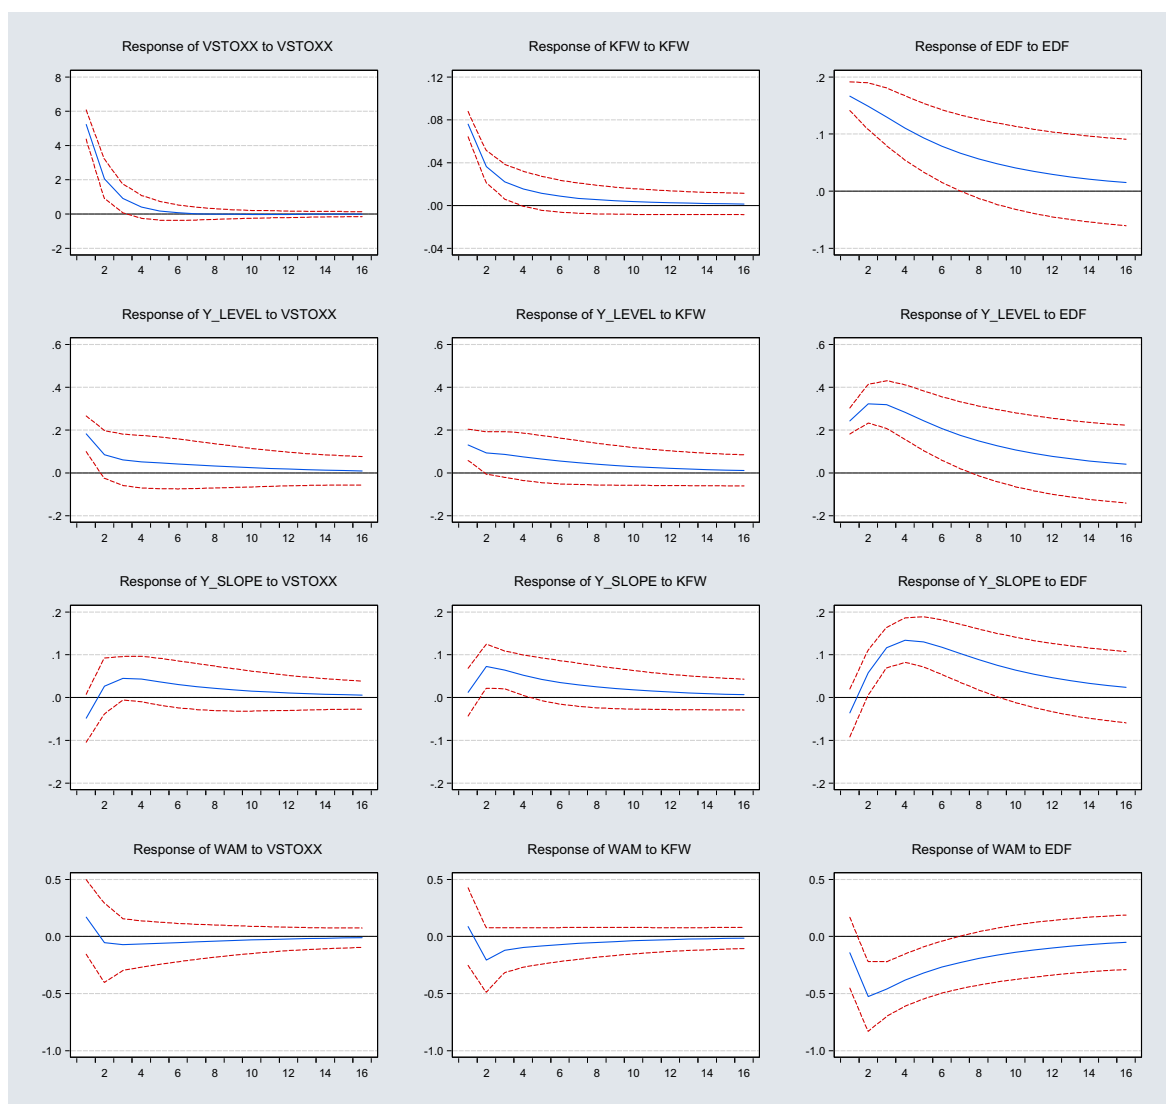 Response of VSTOXX to VSTOXX
8
6
4
2
0
-2
2 4 6 8 10 12 14 16
Response of KFW to KFW
.12
.08
.04
.00
-.04
2 4 6 8 10 12 14 16
Response of EDF to EDF
.2
.1
.0
-.1
2 4 6 8 10 12 14 16
Response of Y_LEVEL to VSTOXX
.6
.4
.2
.0
-.2
2 4 6 8 10 12 14 16
Response of Y_LEVEL to KFW
.6
.4
.2
.0
-.2
2 4 6 8 10 12 14 16
Response of Y_LEVEL to EDF
.6
.4
.2
.0
-.2
2 4 6 8 10 12 14 16
Response of Y_SLOPE to VSTOXX
.2
.1
.0
-.1
-.2
2 4 6 8 10 12 14 16
Response of Y_SLOPE to KFW
.2
.1
.0
-.1
-.2
2 4 6 8 10 12 14 16
Response of Y_SLOPE to EDF
.2
.1
.0
-.1
-.2
2 4 6 8 10 12 14 16
Response of WAM to VSTOXX
0.5
0.0
-0.5
-1.0
2 4 6 8 10 12 14 16
Response of WAM to KFW
0.5
0.0
-0.5
-1.0
2 4 6 8 10 12 14 16
Response of WAM to EDF
0.5
0.0
-0.5
-1.0
2 4 6 8 10 12 14 16